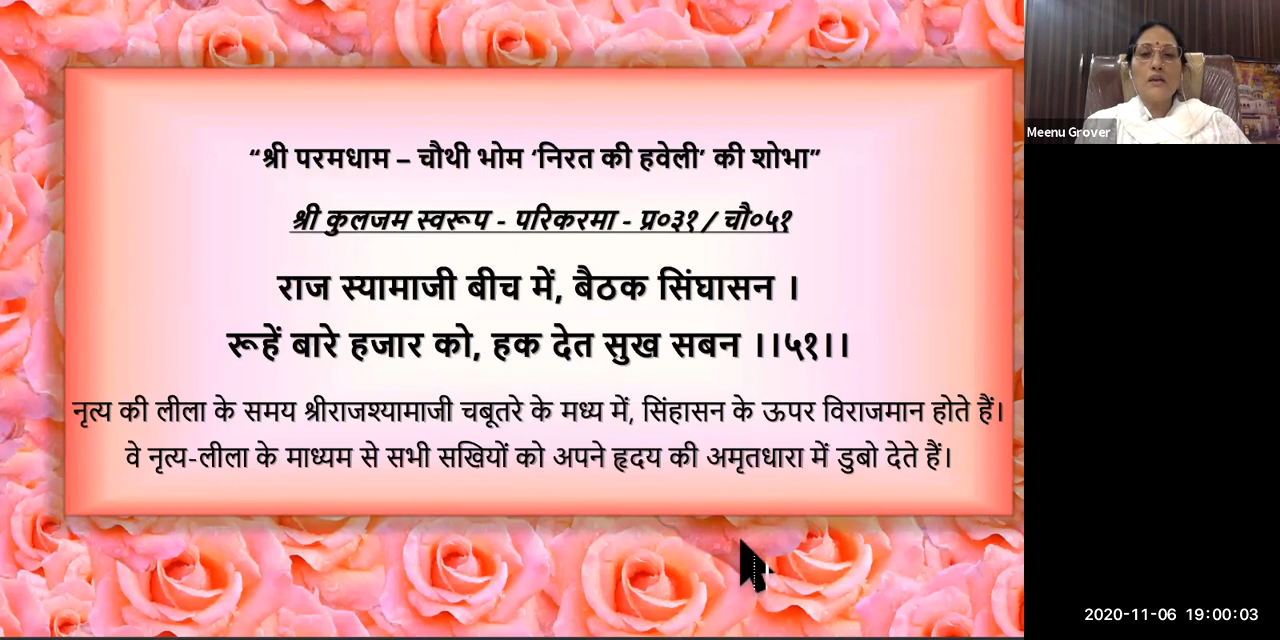 “श्री परमधाम – चौथी भोम ‘निरत की हवेली’ की शोभा”
श्री कुलजम स्वरूप - परिकरमा - प्र०३१ / चौ०५१
राज स्यामाजी बीच में, बैठक सिंघासन ।
रूहें बारे हजार को, हक देत सुख सबन ।।५१।।
नृत्य की लीला के समय श्रीराजश्यामाजी चबूतरे के मध्य में, सिंहासन के ऊपर विराजमान होते हैं।
वे नृत्य-लीला के माध्यम से सभी सखियों को अपने हृदय की अमृतधारा में डुबो देते हैं।
Meenu Grover
2020-11-06 19:00:03